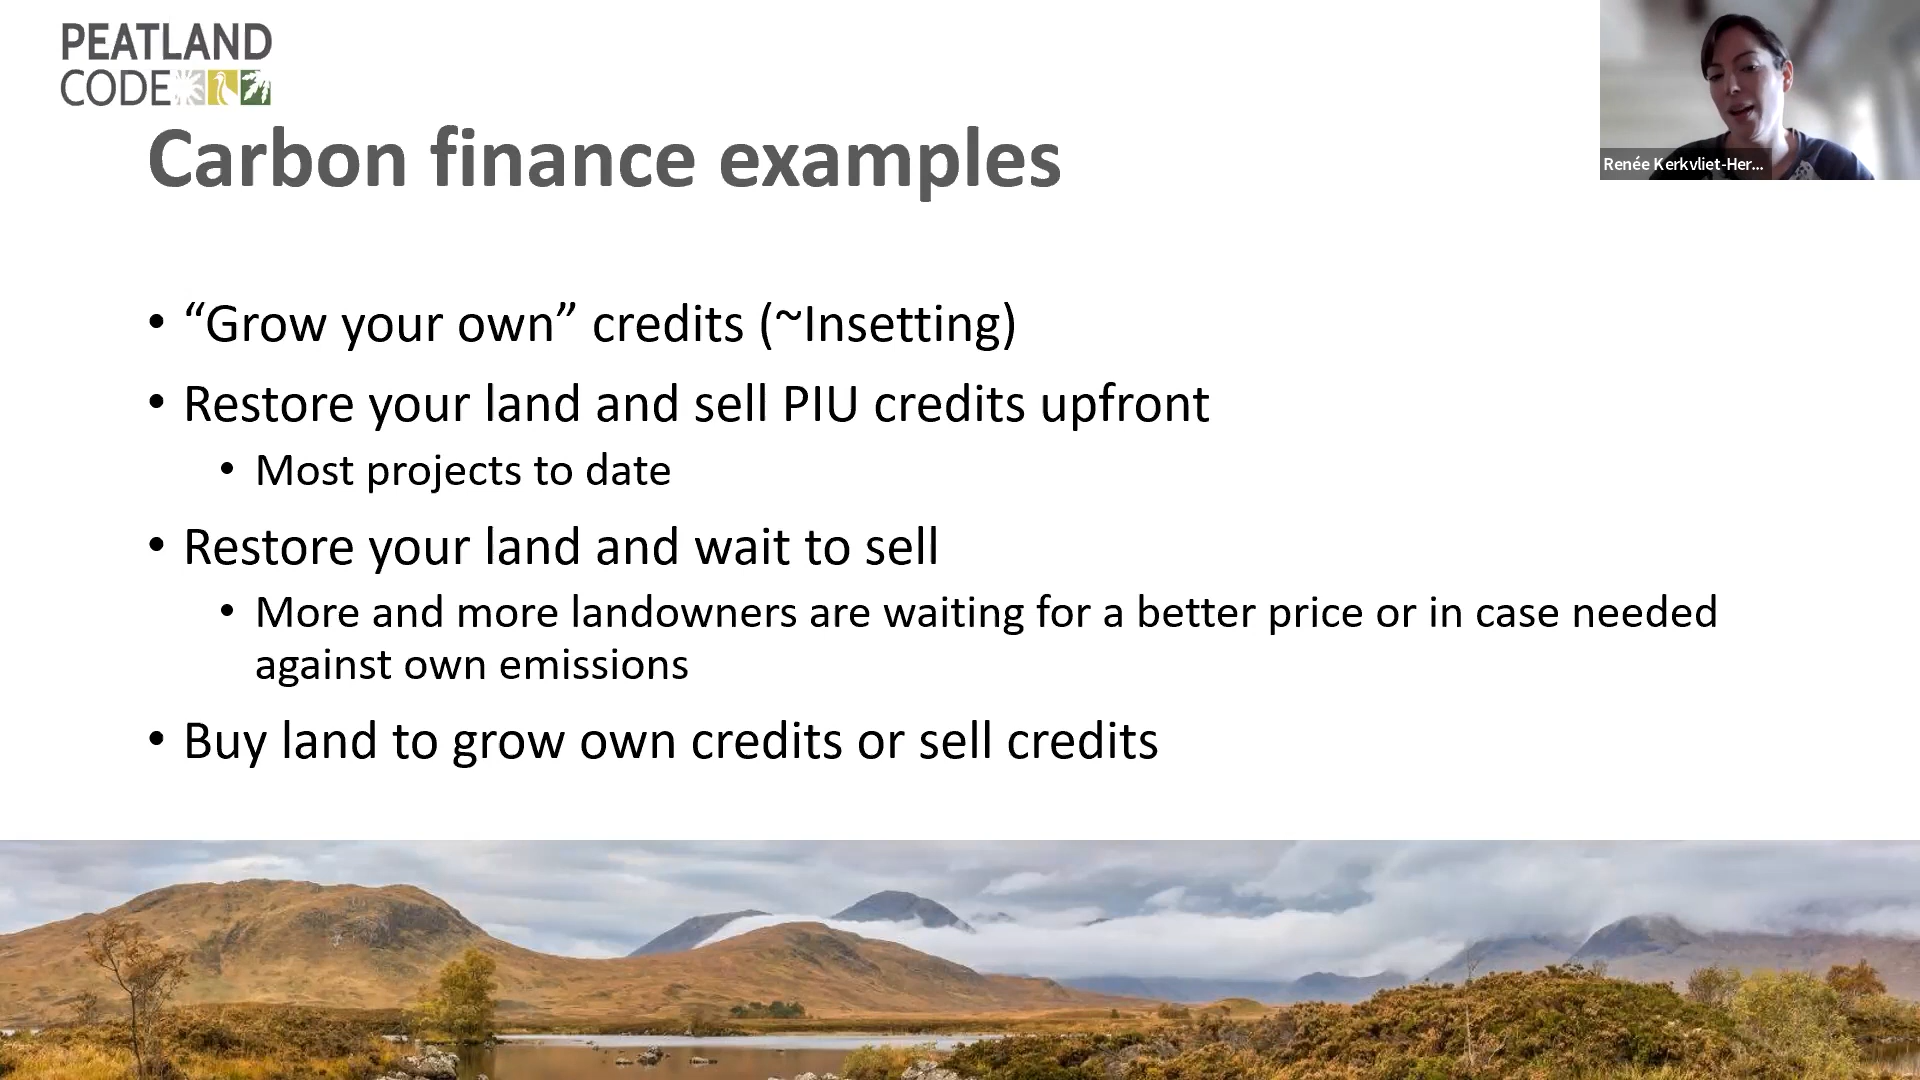 PEATLAND
CODE
Renée Kerkvliet-Her...
Carbon finance examples
• “Grow your own” credits (~Insetting)
• Restore your land and sell PIU credits upfront
• Most projects to date
• Restore your land and wait to sell
• More and more landowners are waiting for a better price or in case needed
against own emissions
• Buy land to grow own credits or sell credits